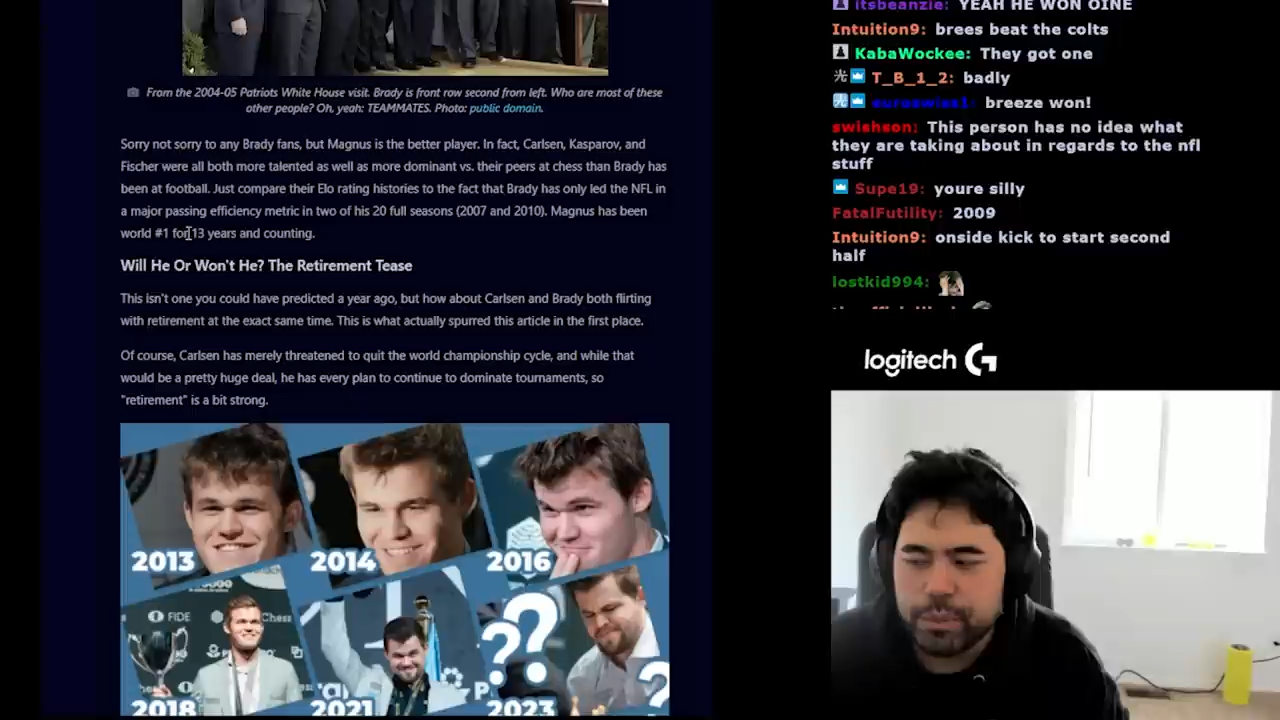 From the 2004-05 Patriots White House visit. Brady is front row second from left. Who are most of these
other people? Oh, yeah: TEAMMATES. Photo: public domain.
Sorry not sorry to any Brady fans, but Magnus is the better player. In fact, Carlsen, Kasparov, and
Fischer were all both more talented as well as more dominant vs. their peers at chess than Brady has
been at football. Just compare their Elo rating histories to the fact that Brady has only led the NFL in
a major passing efficiency metric in two of his 20 full seasons (2007 and 2010). Magnus has been
world #1 for 13 years and counting.
Will He Or Won't He? The Retirement Tease
This isn't one you could have predicted a year ago, but how about Carlsen and Brady both flirting
with retirement at the exact same time. This is what actually spurred this article in the first place.
Of course, Carlsen has merely threatened to quit the world championship cycle, and while that
would be a pretty huge deal, he has every plan to continue to dominate tournaments, so
"retirement" is a bit strong.
2013
2014
2016
FIDE
Chess
2018
2021
??
2023
?
itsbeanzie: YEAH HE WON OINE
Intuition9: brees beat the colts
KabaWockee: They got one
T_B_1_2: badly
euroswiss1: breeze won!
swishson: This person has no idea what
they are taking about in regards to the nfl
stuff
Supe19: youre silly
FatalFutility: 2009
Intuition9: onside kick to start second
half
lostkid994:
logitech G